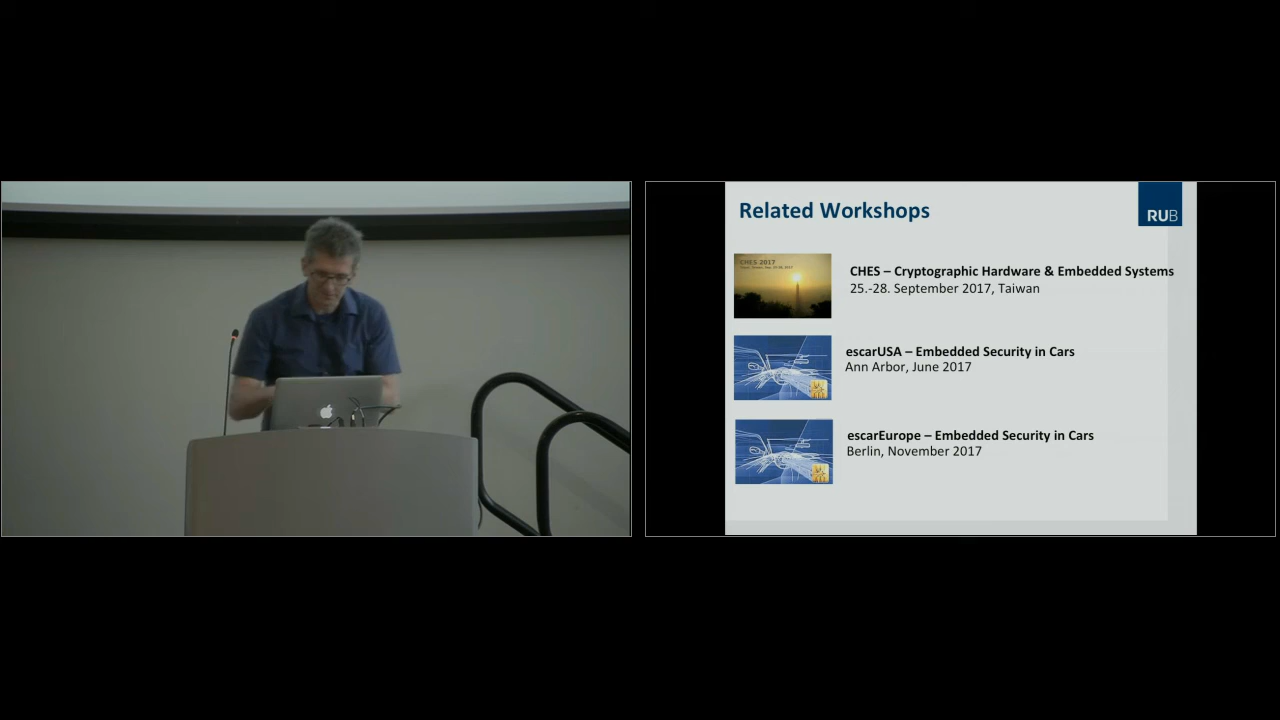 Related Workshops
RUB
CHES 2017
CHES – Cryptographic Hardware & Embedded Systems
25.-28. September 2017, Taiwan
escarUSA – Embedded Security in Cars
Ann Arbor, June 2017
escarEurope – Embedded Security in Cars
Berlin, November 2017